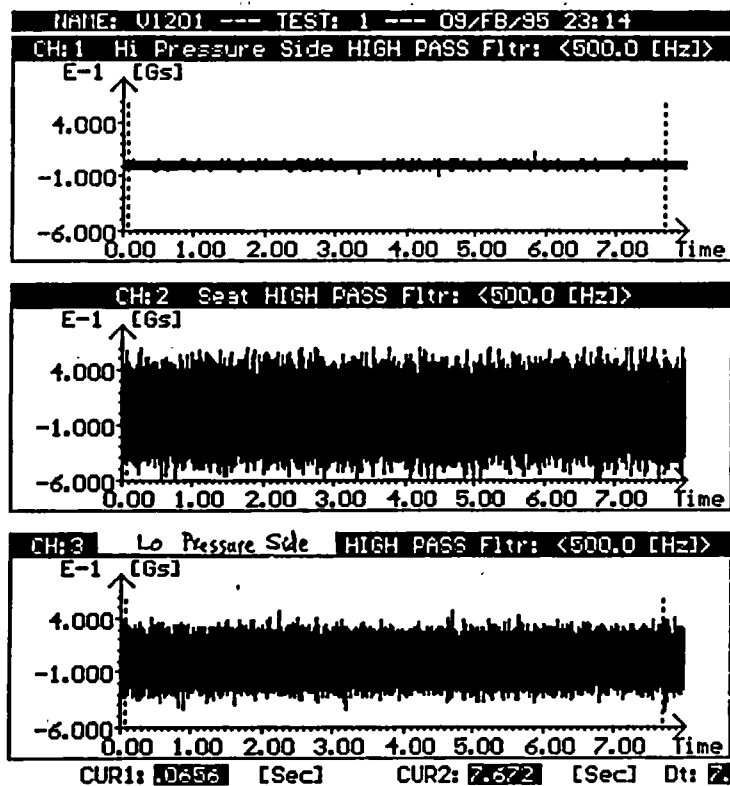 NAME: V1201 --- TEST: 1 --- 09/FB/95 23:14
CH:1 Hi Pressure Side HIGH PASS Fltr: <500.0 [Hz]>
E-1 [Gs]
4.000
-1.000
-6.000
0.00 1.00 2.00 3.00 4.00 5.00 6.00 7.00 Time
CH:2 Seat HIGH PASS Fltr: <500.0 [Hz]>
E-1 [Gs]
4.000
-1.000
-6.000
0.00 1.00 2.00 3.00 4.00 5.00 6.00 7.00 Time
CH:3 Lo Pressure Side HIGH PASS Fltr: <500.0 [Hz]>
E-1 [Gs]
4.000
-1.000
-6.000
0.00 1.00 2.00 3.00 4.00 5.00 6.00 7.00 Time
CUR1: .0656 [Sec] CUR2: 7.672 [Sec] Dt: 7.